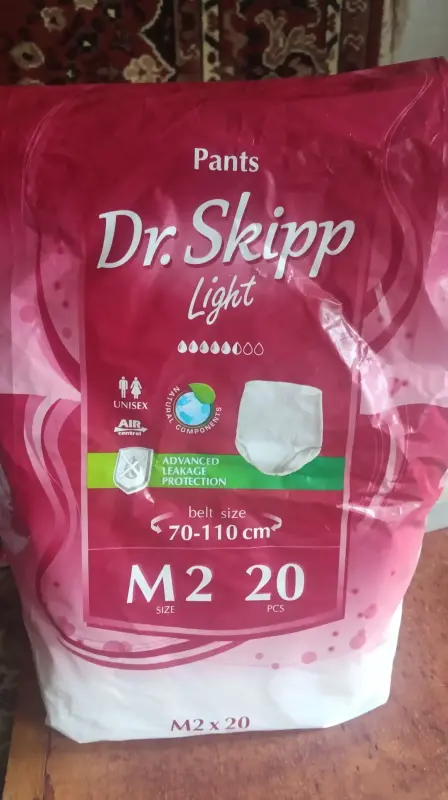 Pants
Dr. Skipp
Light
UNISEX
NATURAL COMPONENTS
AIR
control
ADVANCED
LEAKAGE
PROTECTION
belt size
70-110 cm
M2 20
SIZE PCS
M2 x 20